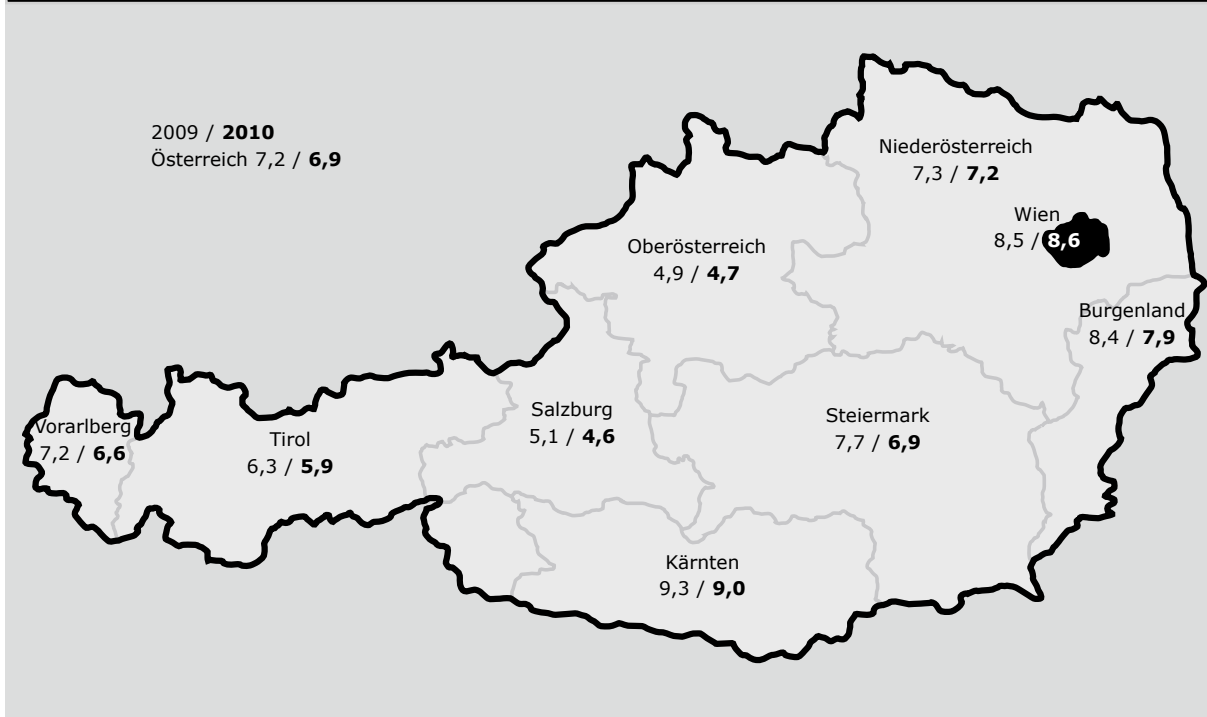 2009 / 2010
Österreich 7,2 / 6,9
Niederösterreich
7,3 / 7,2
Wien
8,5 / 8,6
Oberösterreich
4,9 / 4,7
Burgenland
8,4 / 7,9
Salzburg
5,1 / 4,6
Steiermark
7,7 / 6,9
Vorarlberg
7,2 / 6,6
Tirol
6,3 / 5,9
Kärnten
9,3 / 9,0